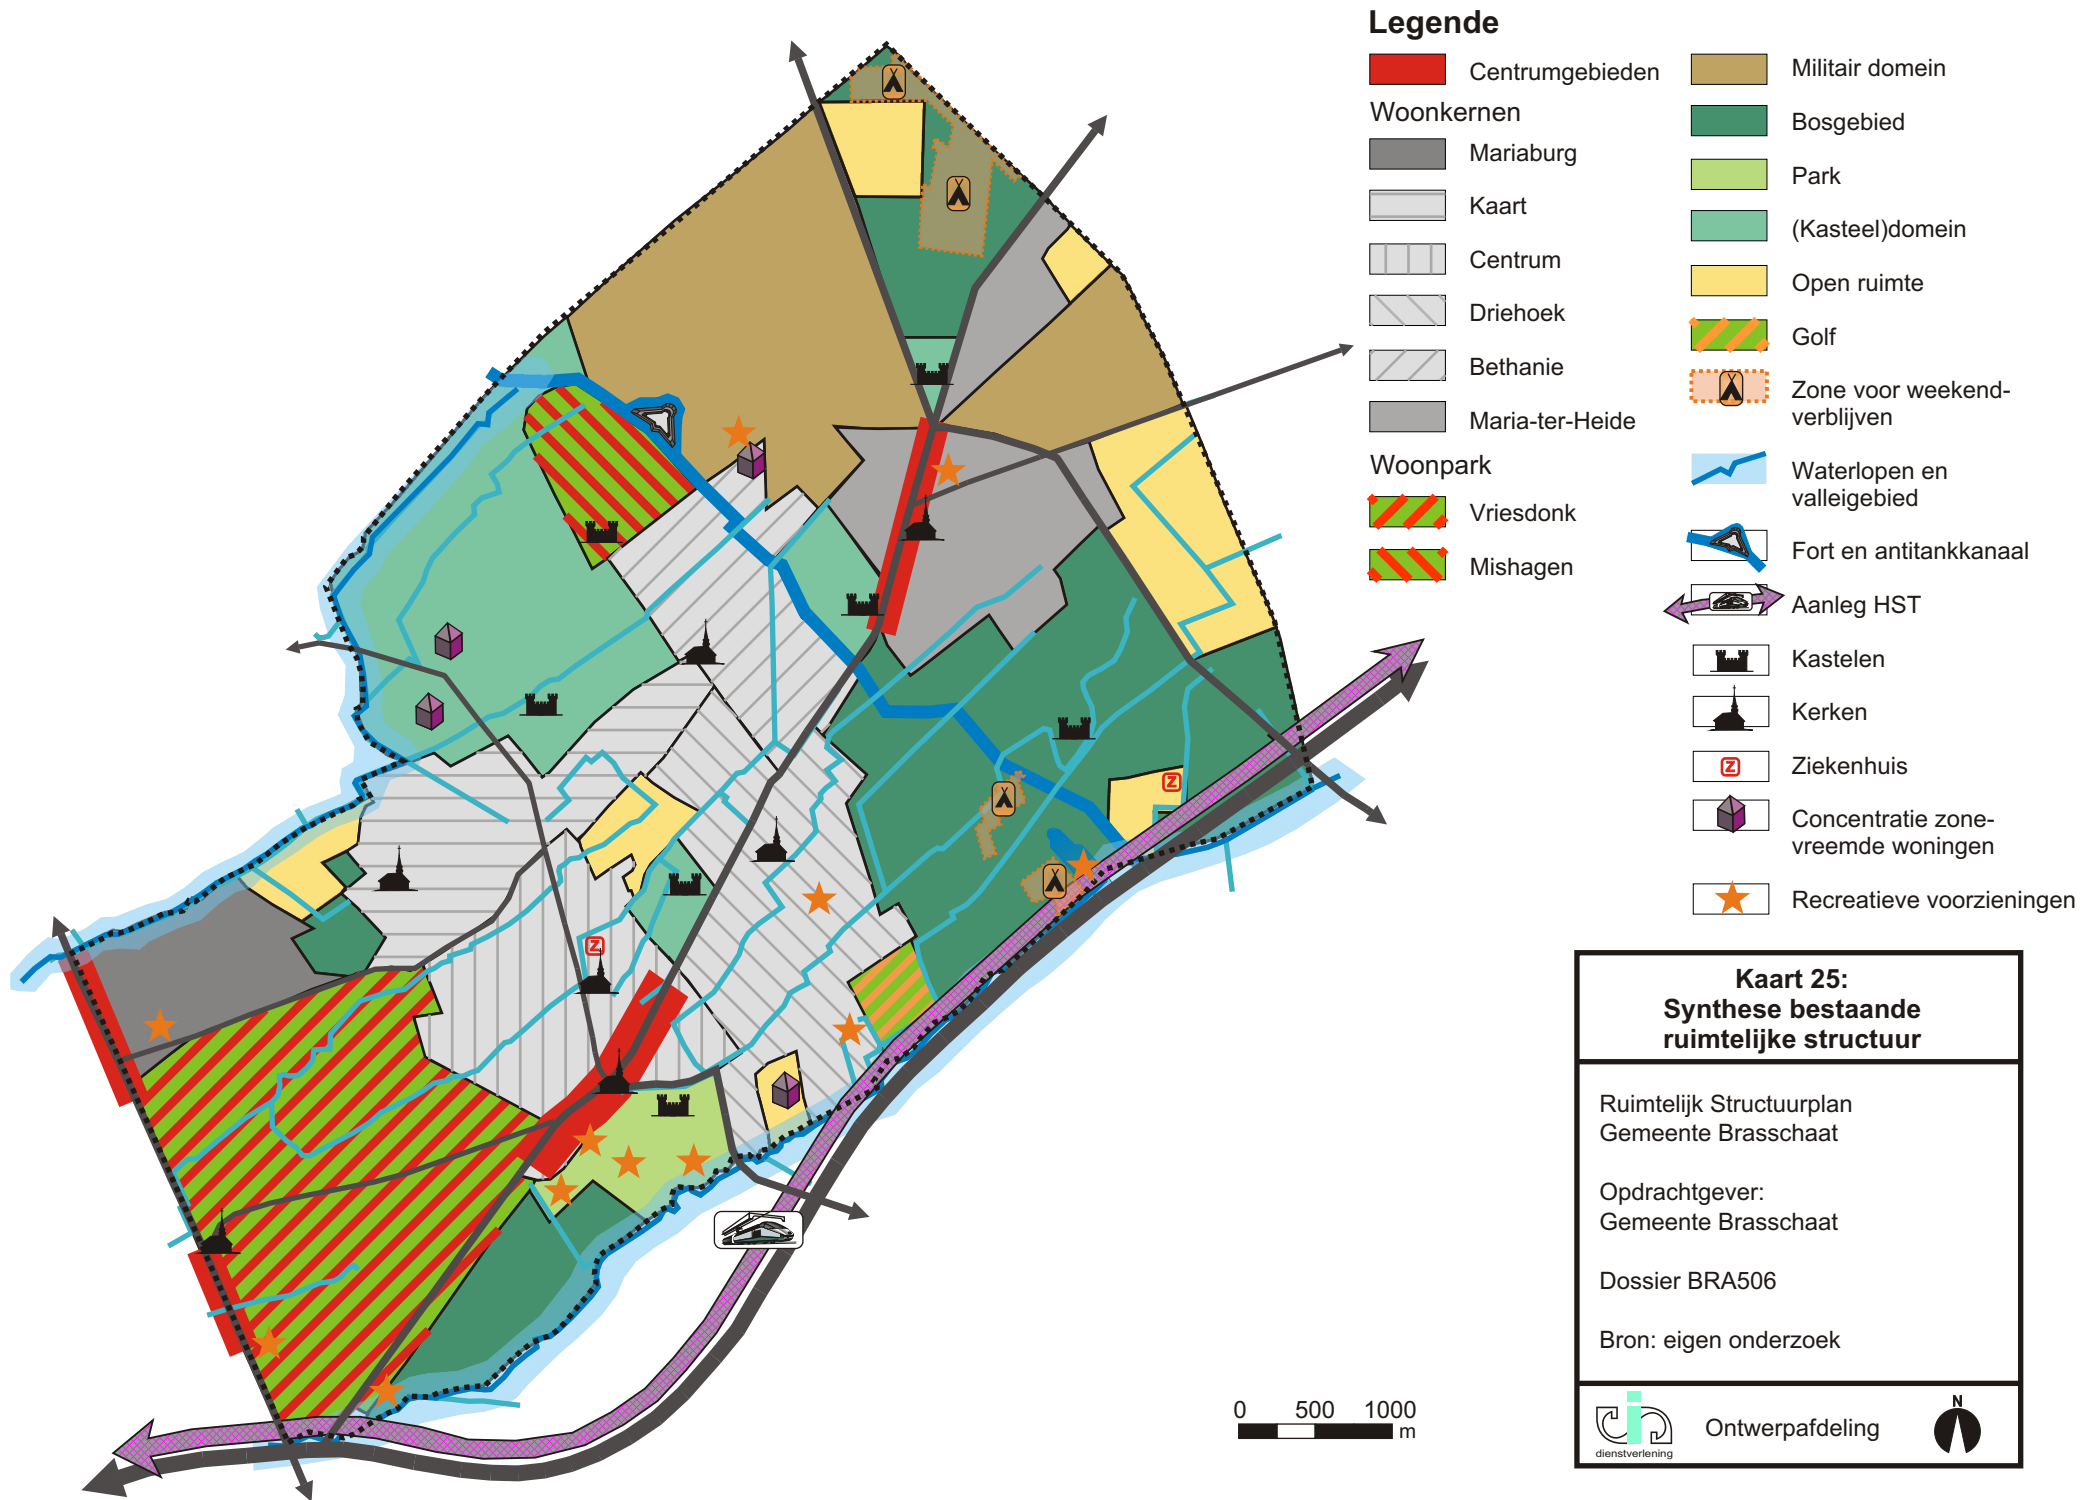 Legende
Centrumgebieden
Woonkernen
Mariaburg
Kaart
Centrum
Driehoek
Bethanie
Maria-ter-Heide
Woonpark
Vriesdonk
Mishagen
Militair domein
Bosgebied
Park
(Kasteel)domein
Open ruimte
Golf
Zone voor weekend-
verblijven
Waterlopen en
valleigebied
Fort en antitankkanaal
Aanleg HST
Kastelen
Kerken
Z
Ziekenhuis
Concentratie zone-
vreemde woningen
Recreatieve voorzieningen
Z
Z
0 500 1000
m
Kaart 25:
Synthese bestaande
ruimtelijke structuur
Ruimtelijk Structuurplan
Gemeente Brasschaat
Opdrachtgever:
Gemeente Brasschaat
Dossier BRA506
Bron: eigen onderzoek
dienstverlening
Ontwerpafdeling
N